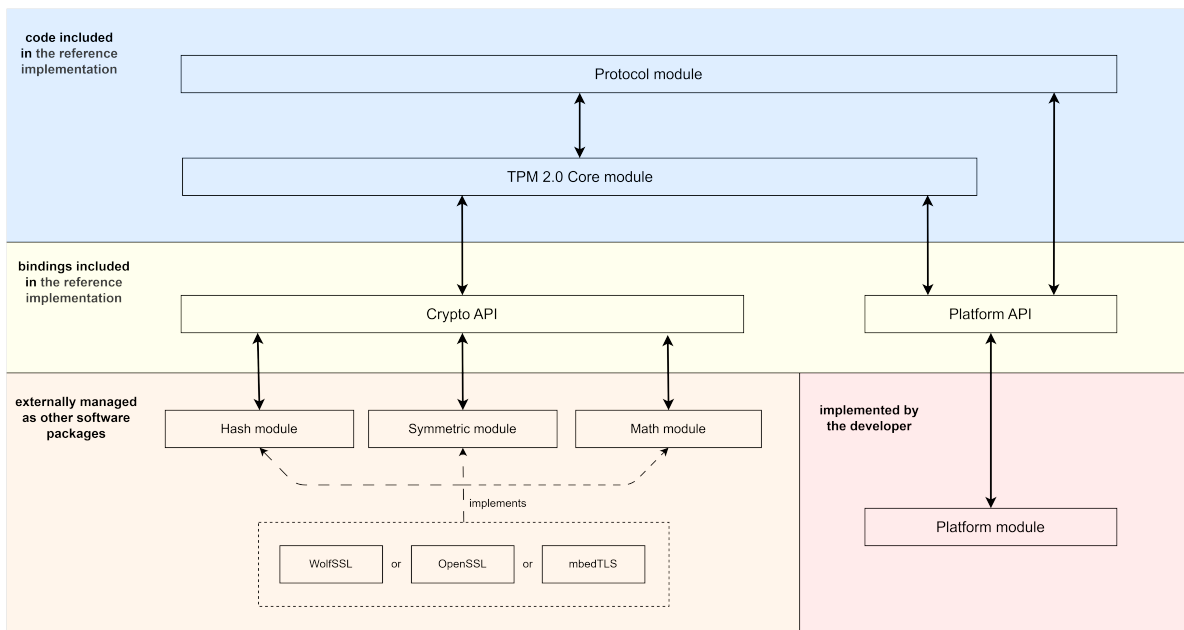 code included
in the reference
implementation
Protocol module
TPM 2.0 Core module
bindings included
in the reference
implementation
Crypto API
Platform API
externally managed
as other software
packages
Hash module
Symmetric module
Math module
implemented by
the developer
implements
Platform module
WolfSSL
or
OpenSSL
or
mbedTLS